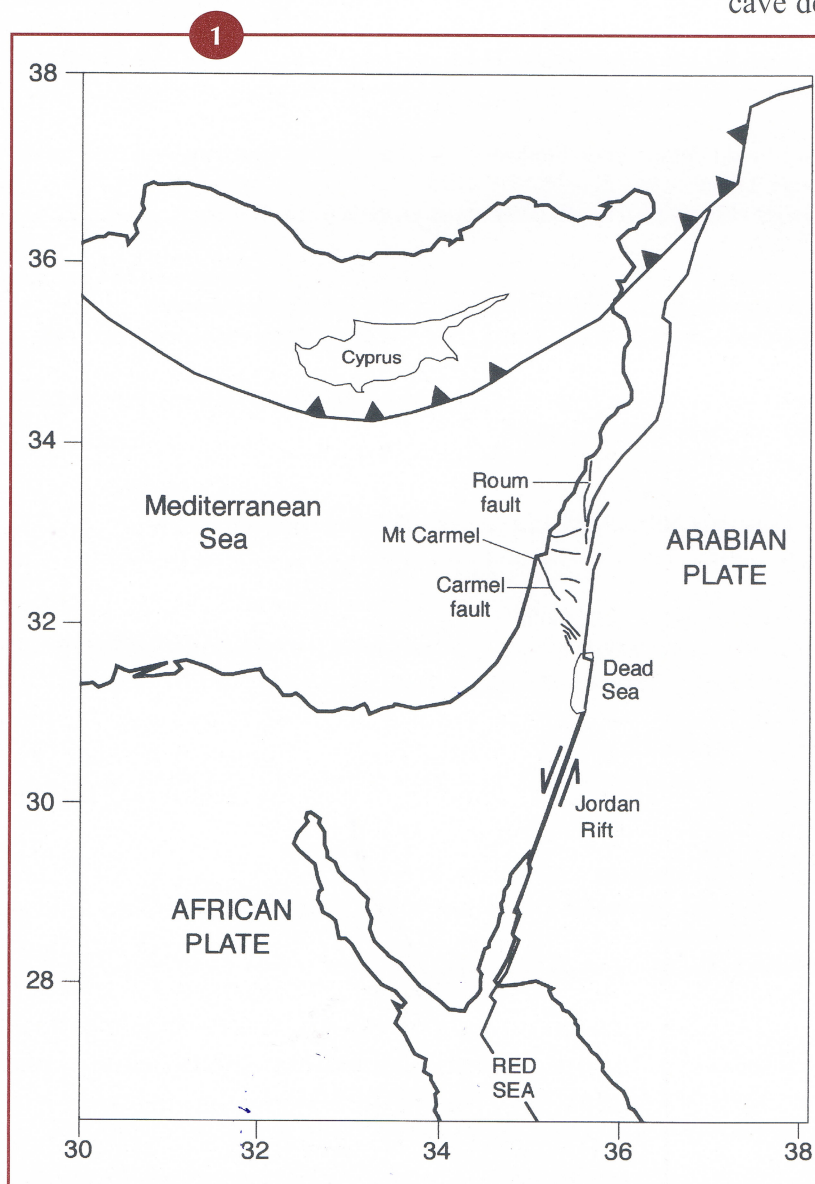 cave
1
38
36
34
32
30
28
Cyprus
Roum
fault
Mediterranean
Sea
Mt Carmel
ARABIAN
PLATE
Carmel
fault
Dead
Sea
Jordan
Rift
AFRICAN
PLATE
RED
SEA
30
32
34
36
38